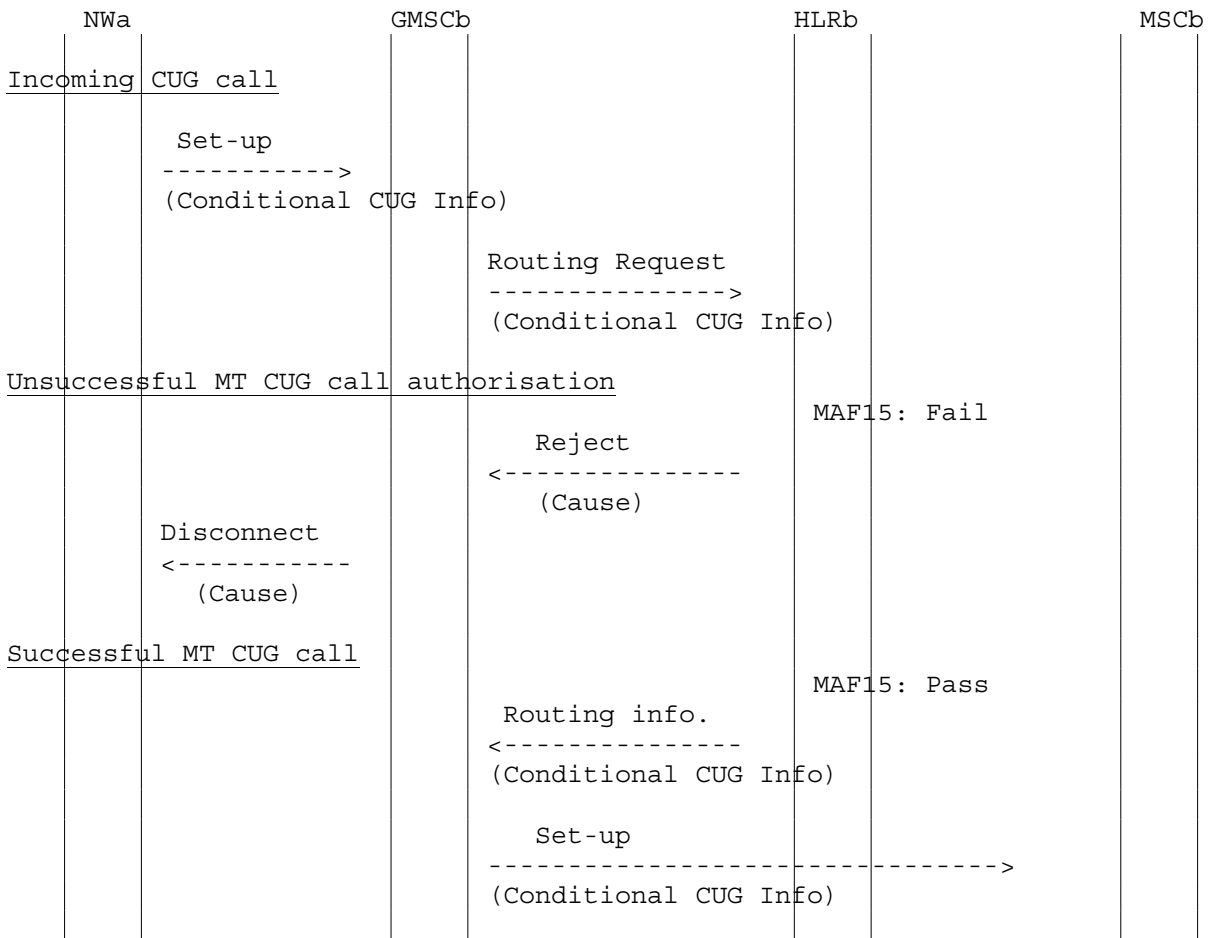 NWa GMSCb HLRb MSCb
Incoming CUG call
Set-up
----------->
(Conditional CUG Info)
Routing Request
--------------->
(Conditional CUG Info)
Unsuccessful MT CUG call authorisation
MAF15: Fail
Reject
<---------------
(Cause)
Disconnect
<-----------
(Cause)
Successful MT CUG call
MAF15: Pass
Routing info.
<---------------
(Conditional CUG Info)
Set-up
-------------------------------->
(Conditional CUG Info)